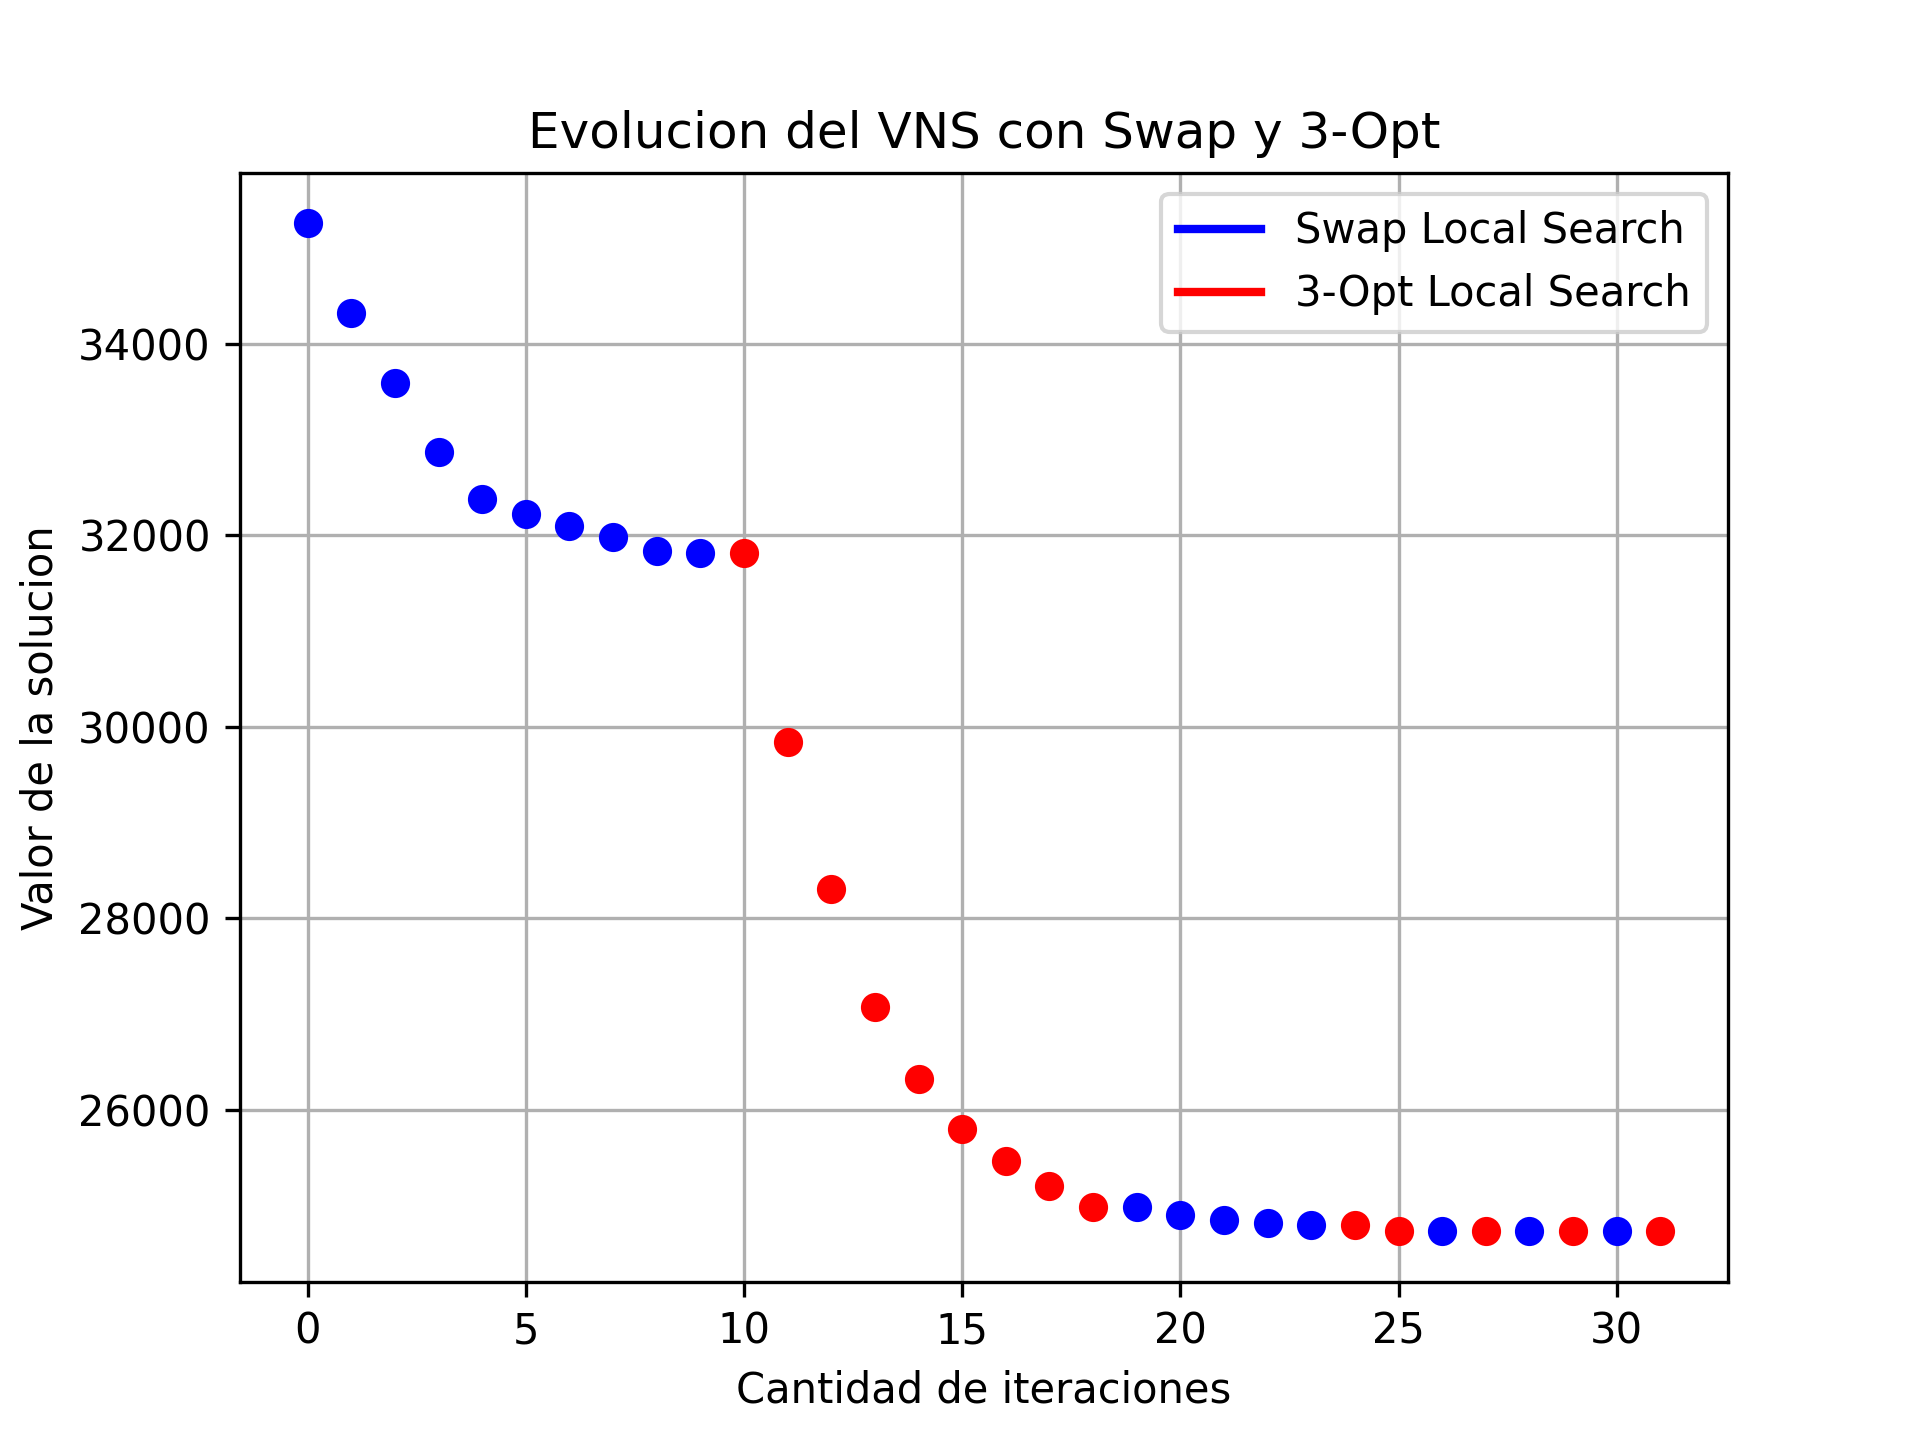 Evolucion del VNS con Swap y 3-Opt
Swap Local Search
3-Opt Local Search
Valor de la solucion
34000
32000
30000
28000
26000
0 5 10 15 20 25 30
Cantidad de iteraciones